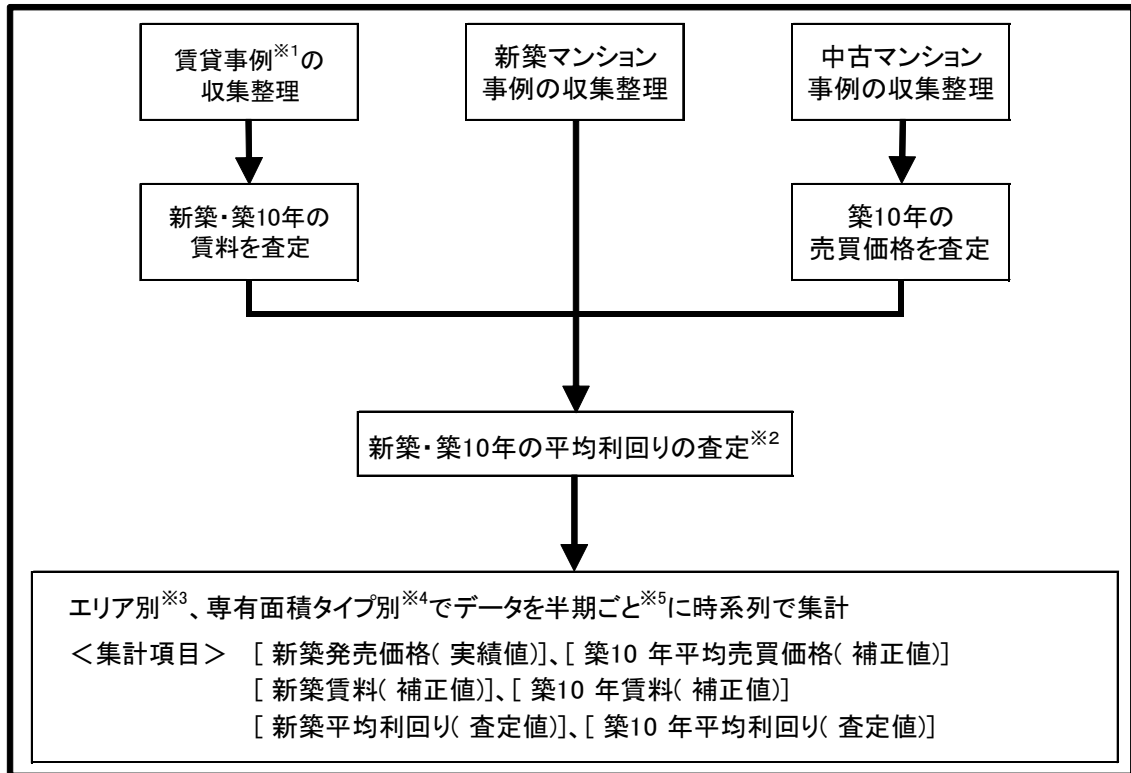 賃貸事例※1の
収集整理
新築マンション
事例の収集整理
中古マンション
事例の収集整理
新築・築10年の
賃料を査定
築10年の
売買価格を査定
新築・築10年の平均利回りの査定※2
エリア別※3、専有面積タイプ別※4でデータを半期ごと※5に時系列で集計
＜集計項目＞ [ 新築発売価格( 実績値)]、[ 築10 年平均売買価格( 補正値)]
[ 新築賃料( 補正値)]、[ 築10 年賃料( 補正値)]
[ 新築平均利回り( 査定値)]、[ 築10 年平均利回り( 査定値)]